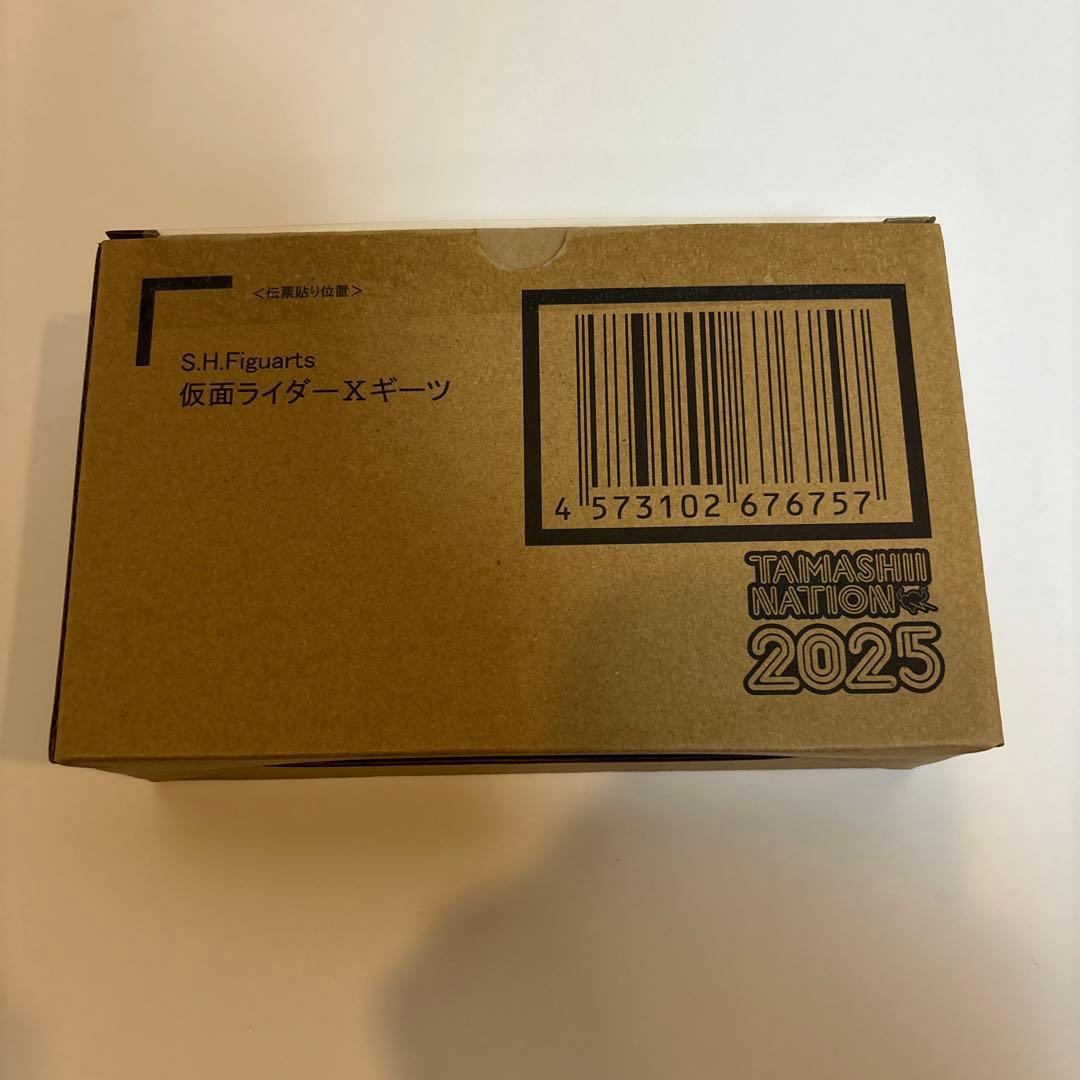 <伝票貼り位置>
S.H.Figuarts
仮面ライダーXギーツ
4 573102 676757
TAMASHII
NATION
2025